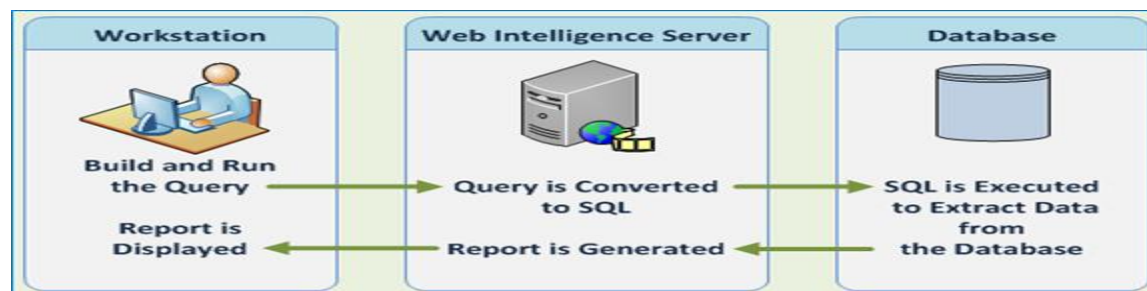 Workstation
Build and Run
the Query
Report is
Displayed
Web Intelligence Server
Query is Converted
to SQL
Report is Generated
Database
SQL is Executed
to Extract Data
from
the Database